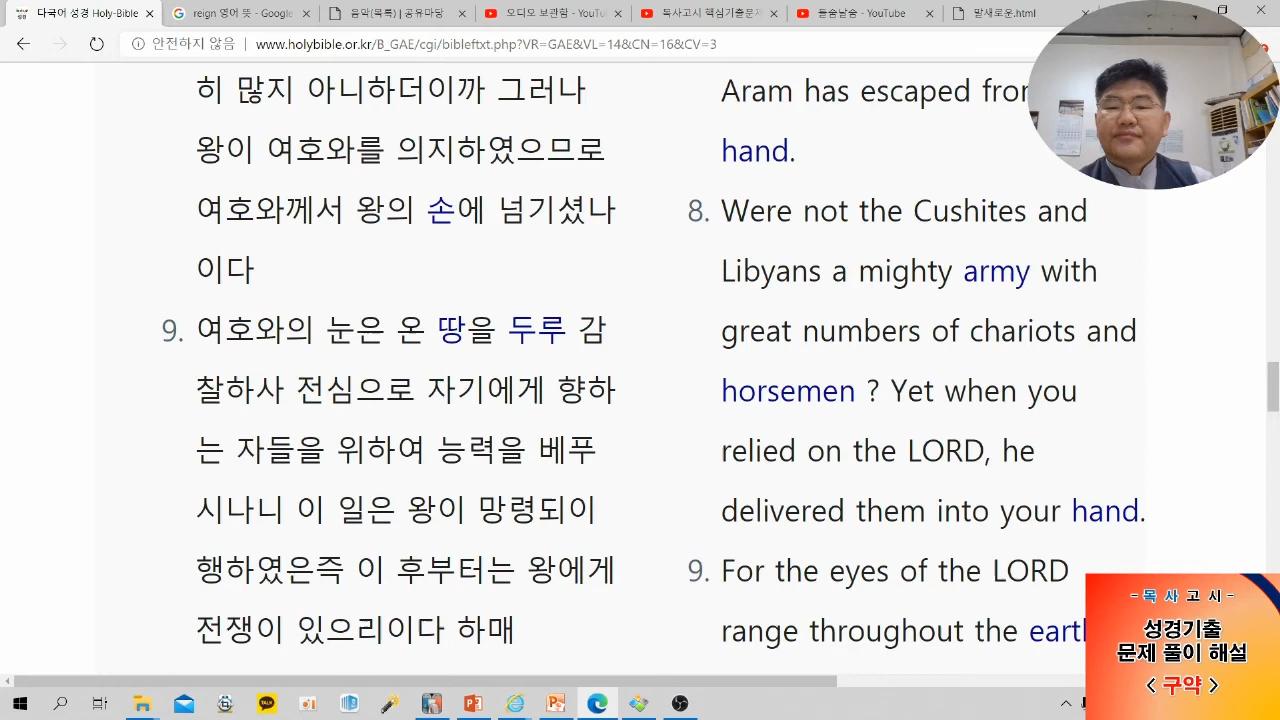 다국어 성경 Holy-Bible
reign 영어 뜻 - Google
음악(목록) | 공유마당
오디오 보관함 - YouTu
목사고시 핵심기출문제
들숨날숨 - YouTube
말새로운.html
안전하지 않음 www.holybible.or.kr/B_GAE/cgi/bibleftxt.php?VR=GAE&VL=14&CN=16&CV=3
히 많지 아니하더이까 그러나
왕이 여호와를 의지하였으므로
여호와께서 왕의 손에 넘기셨나
이다
9. 여호와의 눈은 온 땅을 두루 감
찰하사 전심으로 자기에게 향하
는 자들을 위하여 능력을 베푸
시나니 이 일은 왕이 망령되이
행하였은즉 이 후부터는 왕에게
전쟁이 있으리이다 하매
Aram has escaped from
hand.
8. Were not the Cushites and
Libyans a mighty army with
great numbers of chariots and
horsemen ? Yet when you
relied on the LORD, he
delivered them into your hand.
9. For the eyes of the LORD
range throughout the earth
- 목 사 고 시 -
성경기출
문제 풀이 해설
< 구약 >
TALK